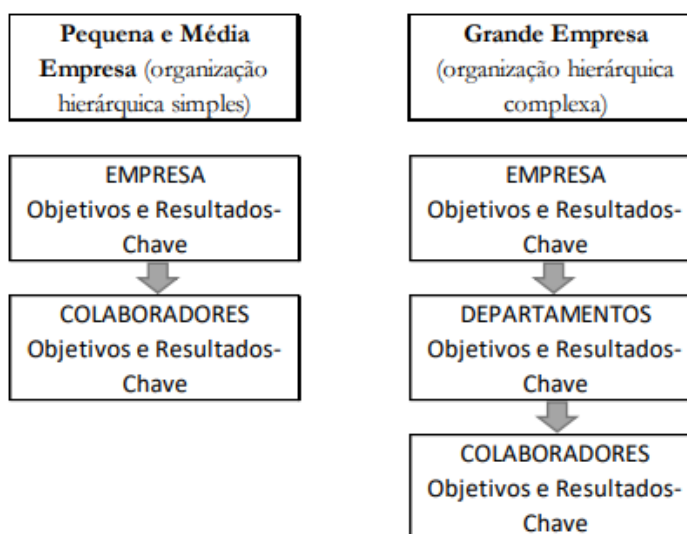 Pequena e Média
Empresa (organização
hierárquica simples)
EMPRESA
Objetivos e Resultados-
Chave
COLABORADORES
Objetivos e Resultados-
Chave
Grande Empresa
(organização hierárquica
complexa)
EMPRESA
Objetivos e Resultados-
Chave
DEPARTAMENTOS
Objetivos e Resultados-
Chave
COLABORADORES
Objetivos e Resultados-
Chave